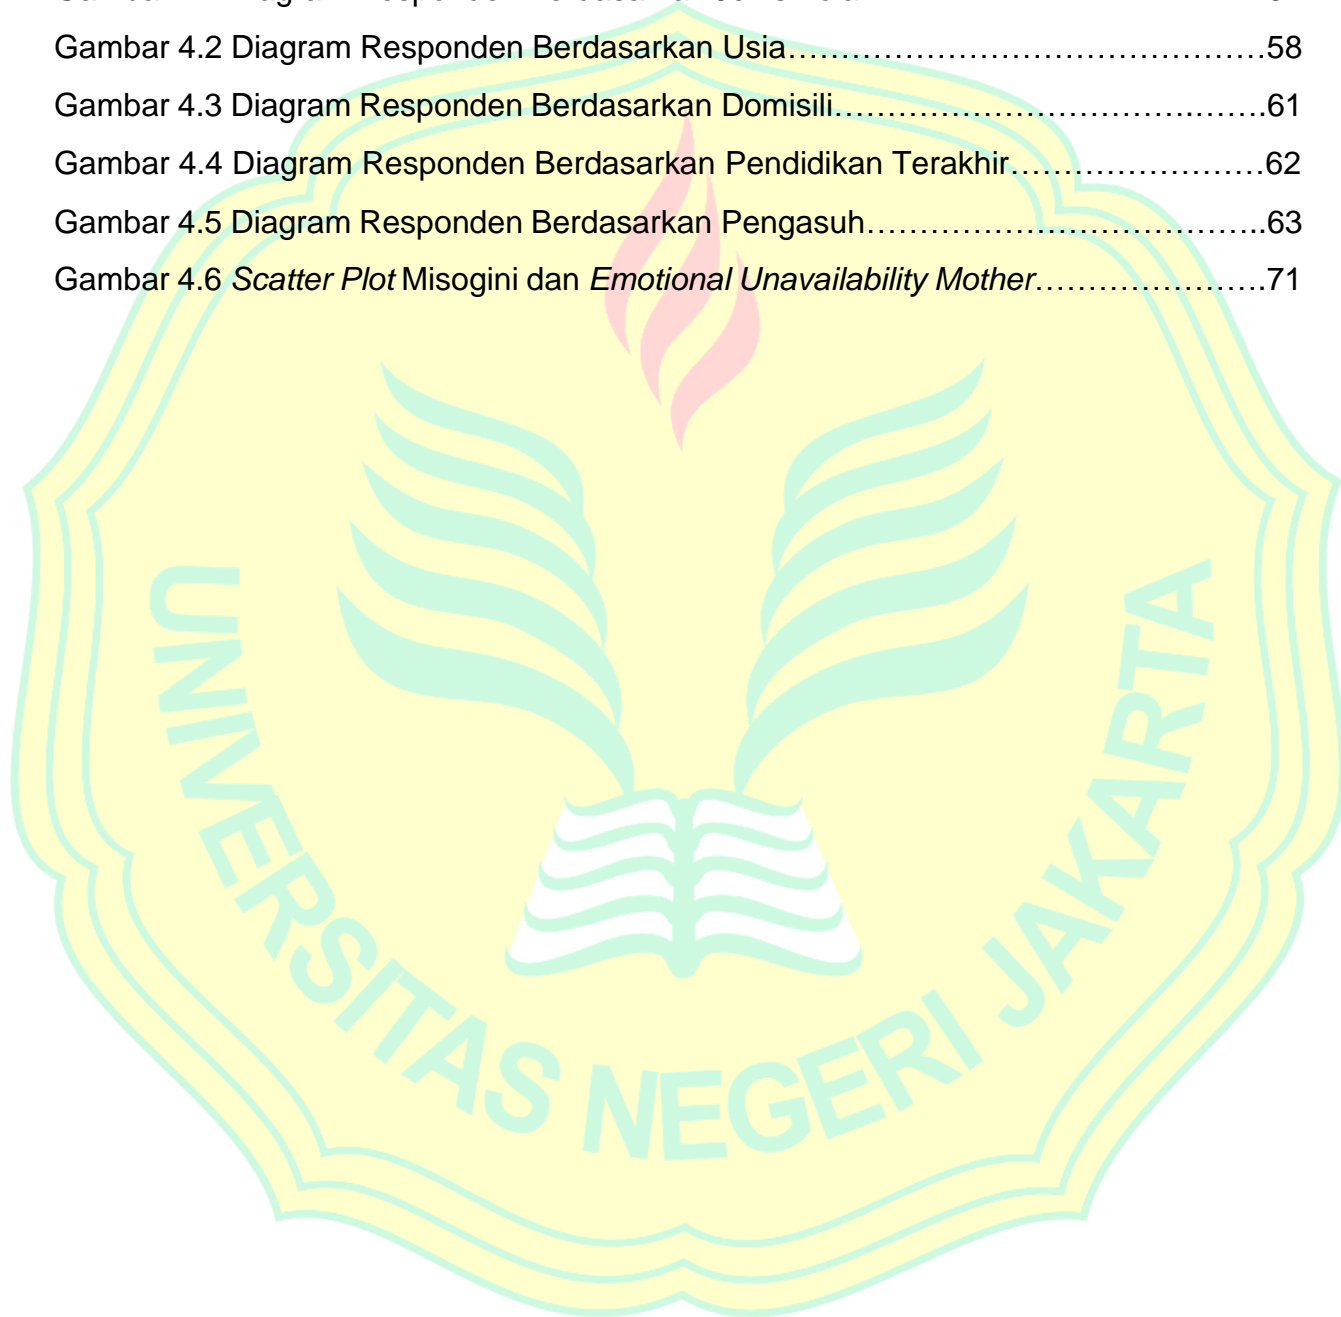 Gambar 4.2 Diagram Responden Berdasarkan Usia……………………………………………58
Gambar 4.3 Diagram Responden Berdasarkan Domisili…………………………….…….61
Gambar 4.4 Diagram Responden Berdasarkan Pendidikan Terakhir……………………62
Gambar 4.5 Diagram Responden Berdasarkan Pengasuh………………………………..63
Gambar 4.6 Scatter Plot Misogini dan Emotional Unavailability Mother………………….71
UNIVERSITAS NEGERI JAKARTA